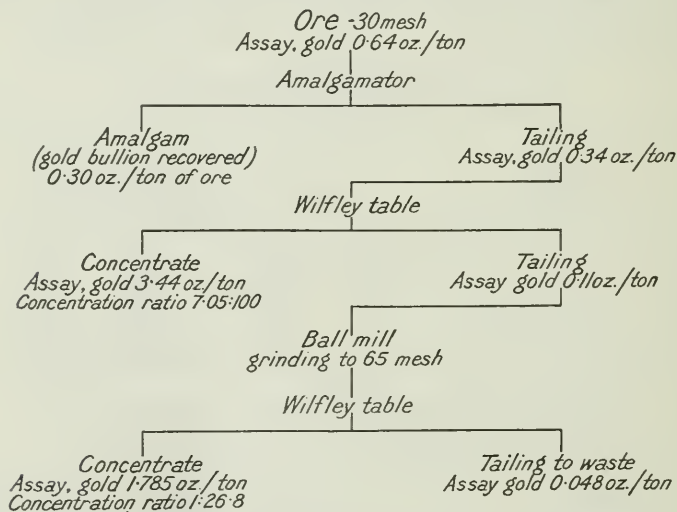 Ore -30 mesh
Assay, gold 0·64 oz./ton
Amalgamator
Amalgam
(gold bullion recovered)
0·30 oz./ton of ore
Tailing
Assay, gold 0·34 oz./ton
Wilfley table
Concentrate
Assay, gold 3·44 oz./ton
Concentration ratio 7·05:100
Tailing
Assay gold 0·11 oz./ton
Ball mill
grinding to 65 mesh
Wilfley table
Concentrate
Assay, gold 1·785 oz./ton
Concentration ratio 1:26·8
Tailing to waste
Assay gold 0·048 oz./ton